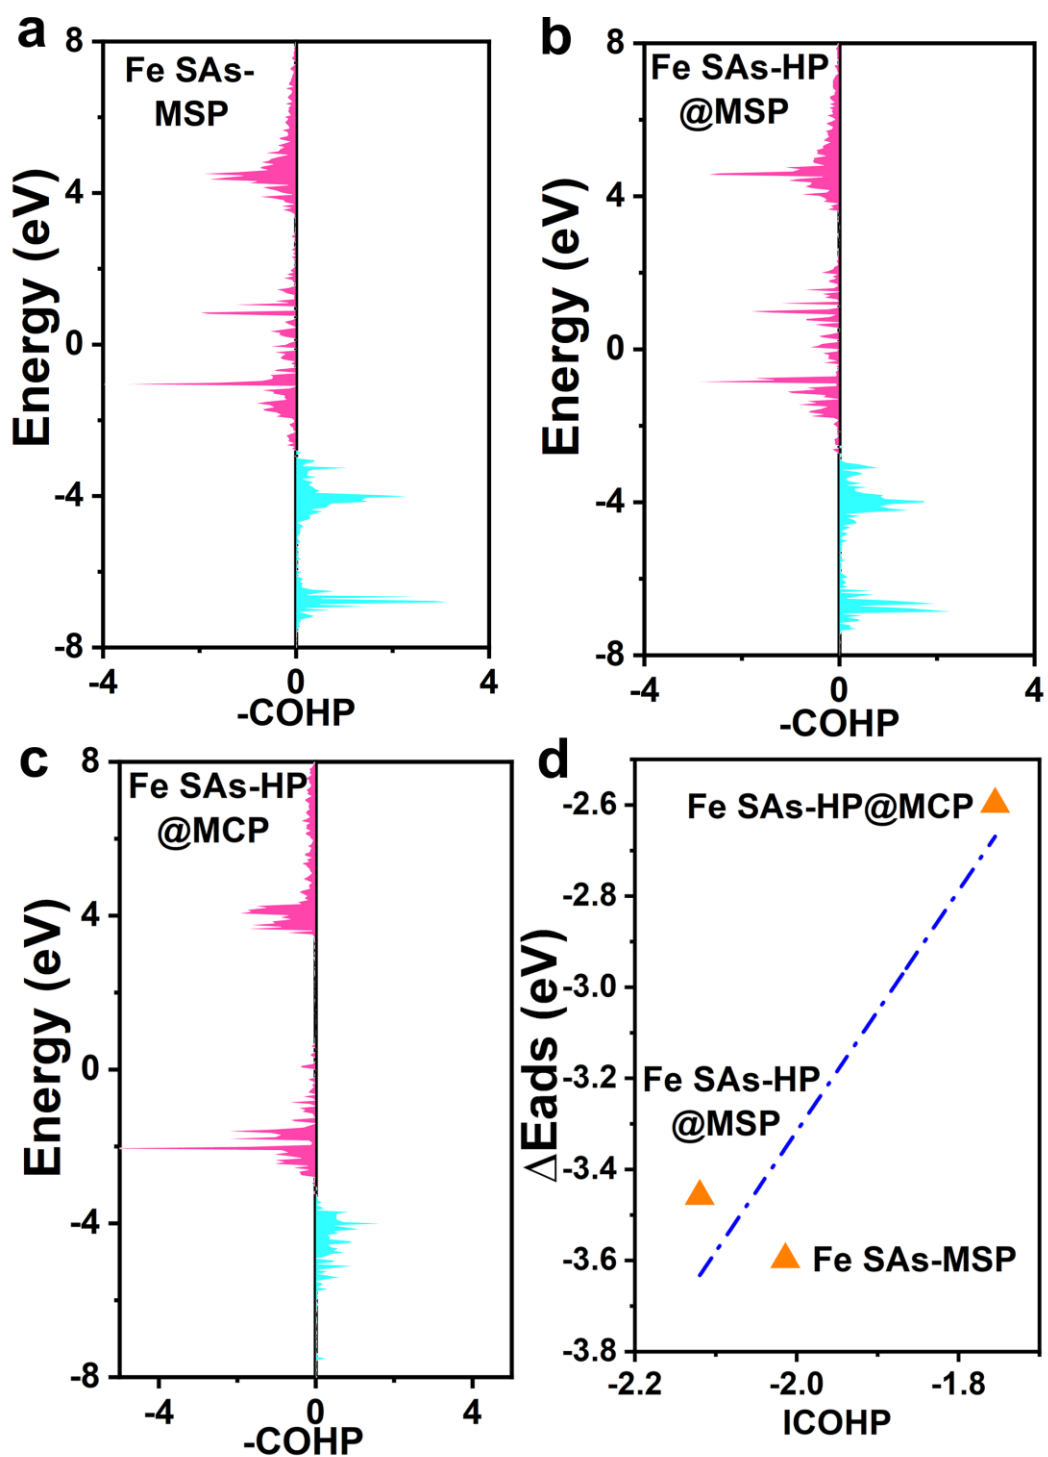 a
8
Fe SAs-
MSP
4
0
-4
-8
Energy (eV)
-4
0
4
-COHP
b
8
Fe SAs-HP
@MSP
4
0
-4
-8
Energy (eV)
-4
0
4
-COHP
c
8
Fe SAs-HP
@MCP
4
0
-4
-8
Energy (eV)
-4
0
4
-COHP
d
-2.6
Fe SAs-HP@MCP
-2.8
-3.0
-3.2
Fe SAs-HP
@MSP
-3.4
-3.6
Fe SAs-MSP
-3.8
ΔEads (eV)
-2.2
-2.0
-1.8
ICOHP